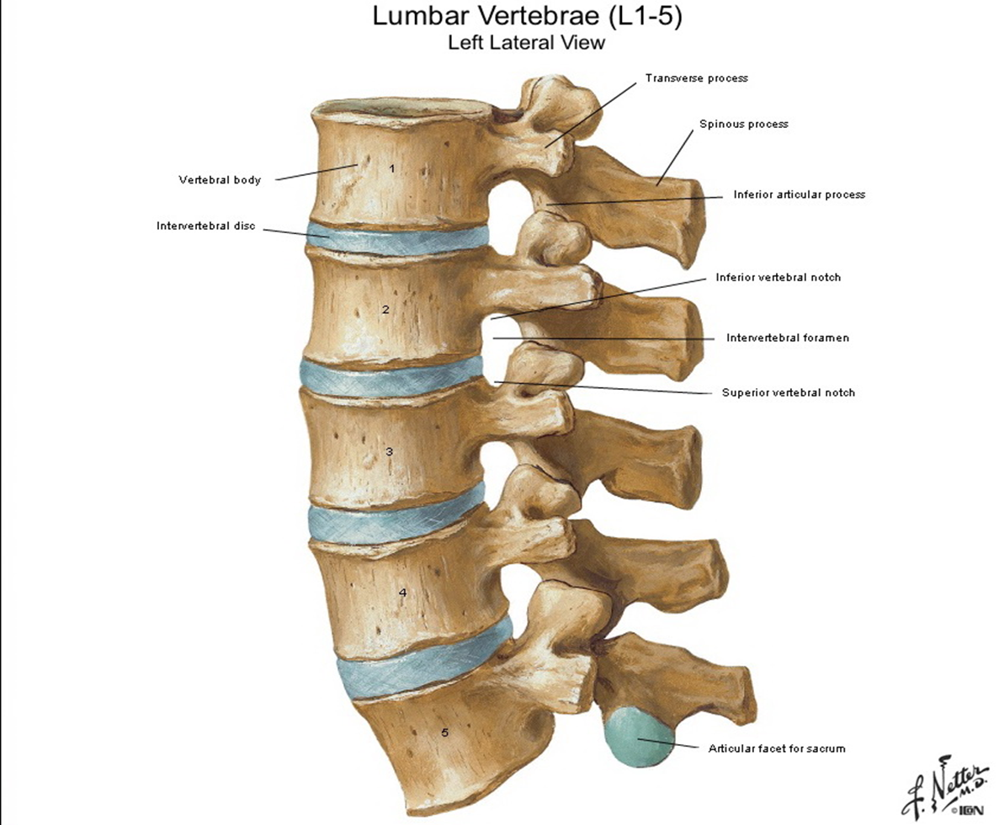 Lumbar Vertebrae (L1-5)
Left Lateral View
Transverse process
Spinous process
1
Vertebral body
Inferior articular process
Intervertebral disc
Inferior vertebral notch
2
Intervertebral foramen
Superior vertebral notch
3
4
5
Articular facet for sacrum
F. Netter
M.D.
©ICON